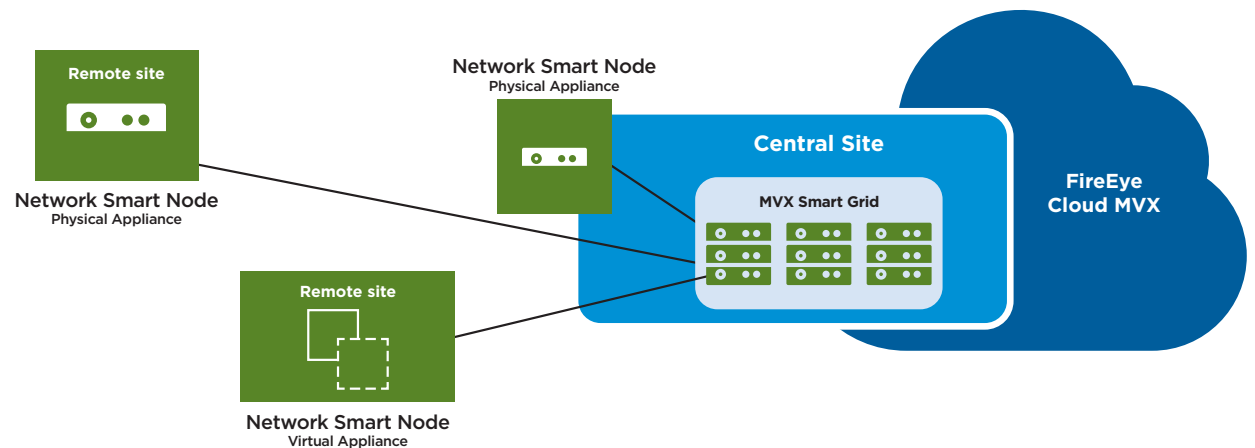 Remote site
Network Smart Node
Physical Appliance
Network Smart Node
Physical Appliance
Central Site
MVX Smart Grid
FireEye
Cloud MVX
Remote site
Network Smart Node
Virtual Appliance